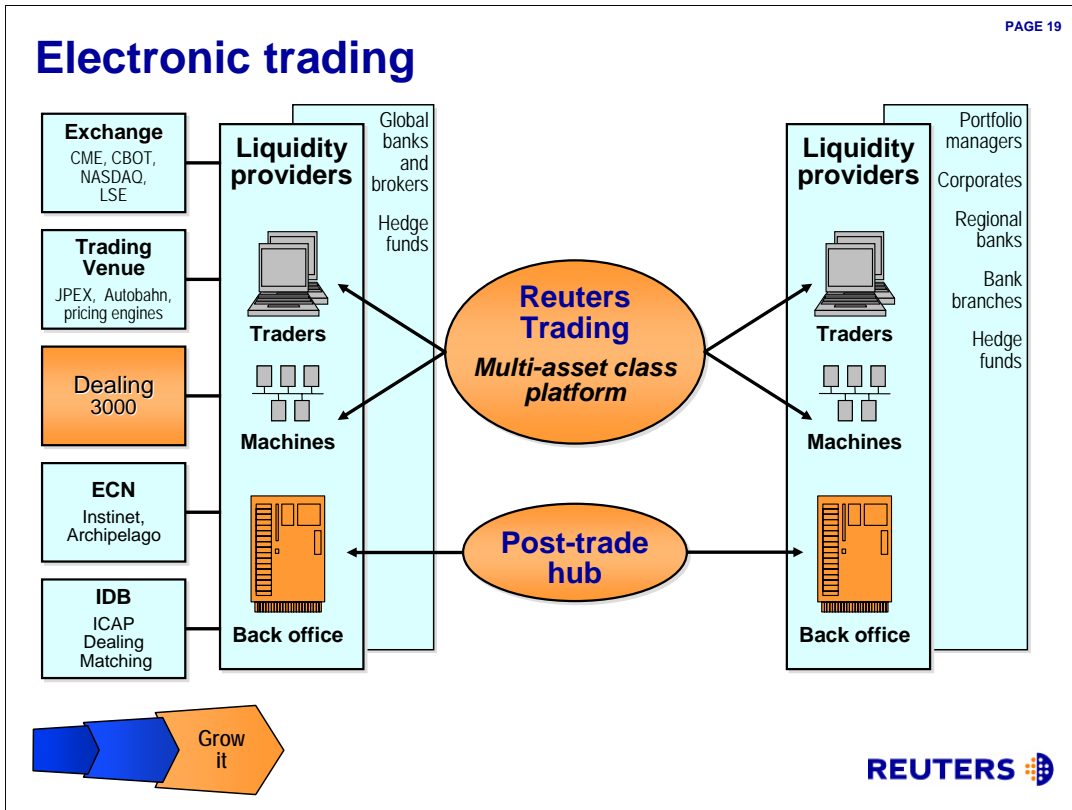 PAGE 19
Electronic trading
Exchange
CME, CBOT,
NASDAQ,
LSE
Trading
Venue
JPEX, Autobahn,
pricing engines
Dealing
3000
ECN
Instinet,
Archipelago
IDB
ICAP
Dealing
Matching
Liquidity
providers
Traders
Machines
Back office
Global
banks
and
brokers
Hedge
funds
Reuters
Trading
Multi-asset class
platform
Post-trade
hub
Liquidity
providers
Traders
Machines
Back office
Portfolio
managers
Corporates
Regional
banks
Bank
branches
Hedge
funds
Grow
it
REUTERS